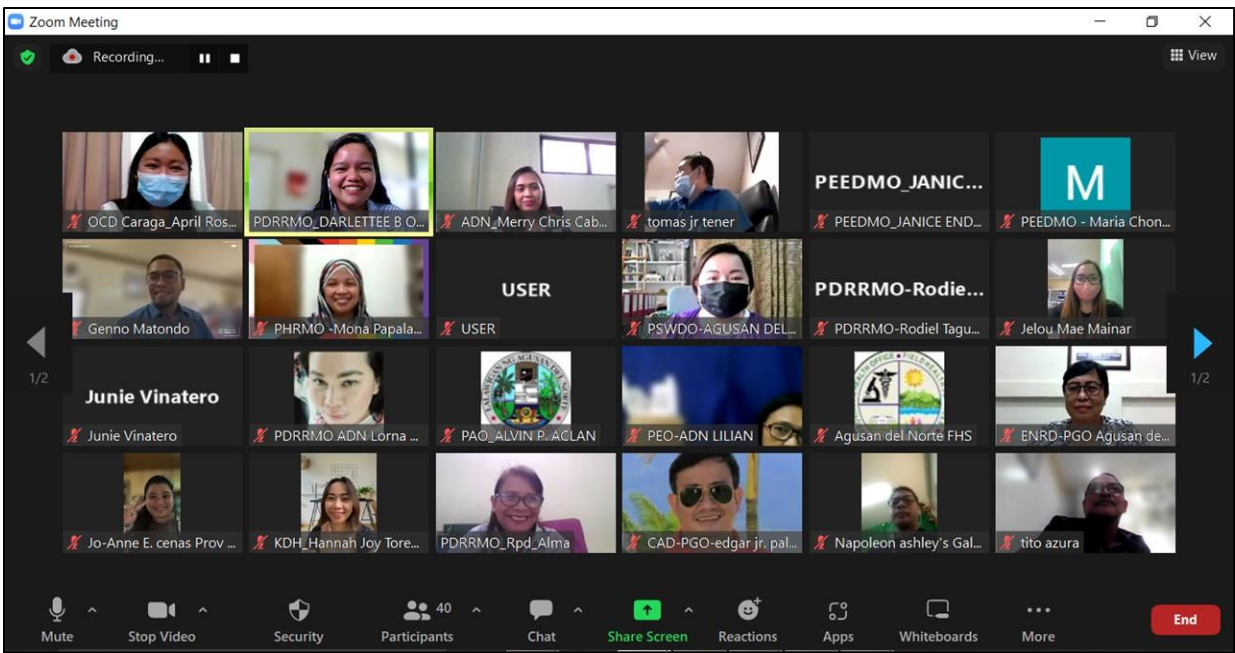 Zoom Meeting
Recording...
View
OCD Caraga_April Ros...
PDRRMO_DARLETTEE B O...
ADN_Merry Chris Cab...
tomas jr tener
PEEDMO_JANIC...
PEEDMO_JANICE END...
M
PEEDMO - Maria Chon...
Genno Matondo
PHRMO -Mona Papala...
USER
USER
PSWDO-AGUSAN DEL...
PDRRMO-Rodie...
PDRRMO-Rodiel Tagu...
Jelou Mae Mainar
1/2
1/2
Junie Vinatero
Junie Vinatero
PDRRMO ADN Lorna ...
PAO_ALVIN P. ACLAN
PEO-ADN LILIAN
Agusan del Norte FHS
ENRD-PGO Agusan de...
Jo-Anne E. cenas Prov ...
KDH_Hannah Joy Tore...
PDRRMO_Rpd_Alma
CAD-PGO-edgar jr. pal...
Napoleon ashley's Gal...
tito azura
Mute
Stop Video
Security
40
Participants
Chat
Share Screen
Reactions
Apps
Whiteboards
More
End